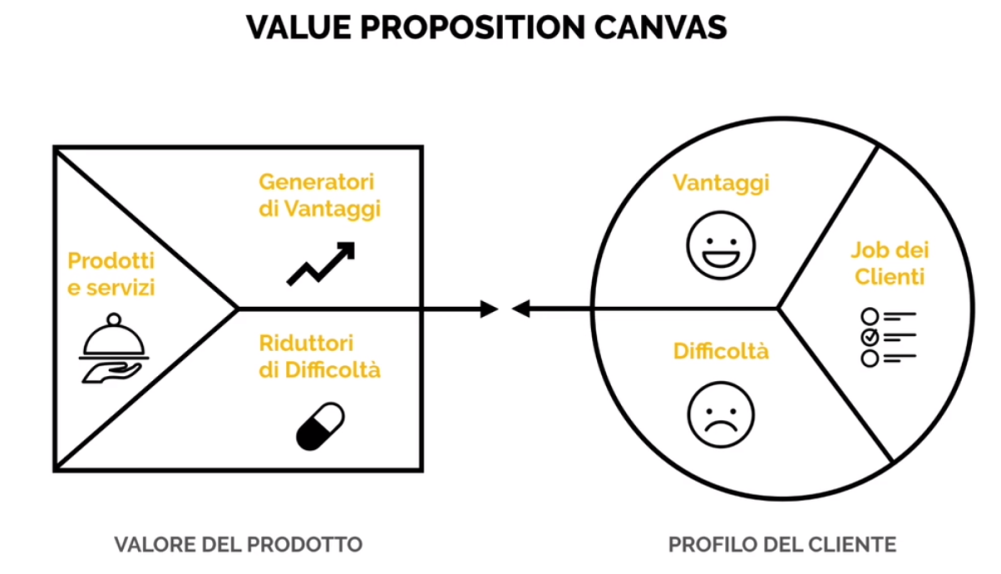 VALUE PROPOSITION CANVAS
Generatori
di Vantaggi
Prodotti
e servizi
Riduttori
di Difficoltà
VALORE DEL PRODOTTO
Vantaggi
Job dei
Clienti
Difficoltà
PROFILO DEL CLIENTE